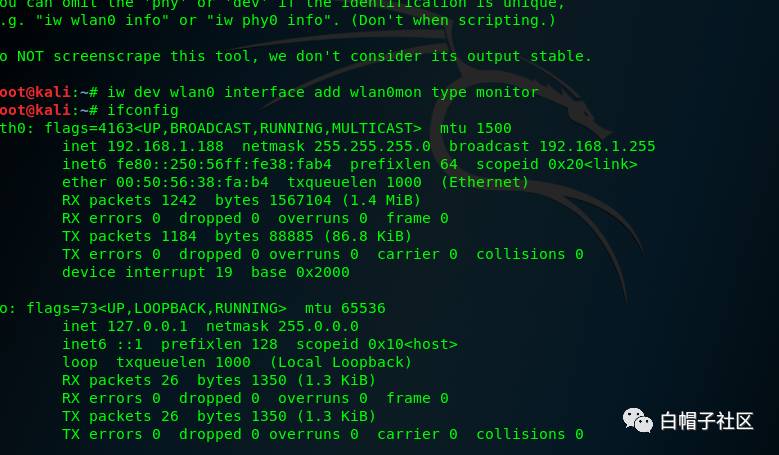 ou can omit the 'phy' or 'dev' if the identification is unique,
.g. "iw wlan0 info" or "iw phy0 info". (Don't when scripting.)
o NOT screenscrape this tool, we don't consider its output stable.
oot@kali:~# iw dev wlan0 interface add wlan0mon type monitor
oot@kali:~# ifconfig
th0: flags=4163<UP,BROADCAST,RUNNING,MULTICAST>  mtu 1500
inet 192.168.1.188  netmask 255.255.255.0  broadcast 192.168.1.255
inet6 fe80::250:56ff:fe38:fab4  prefixlen 64  scopeid 0x20<link>
ether 00:50:56:38:fa:b4  txqueuelen 1000  (Ethernet)
RX packets 1242  bytes 1567104 (1.4 MiB)
RX errors 0  dropped 0  overruns 0  frame 0
TX packets 1184  bytes 88885 (86.8 KiB)
TX errors 0  dropped 0 overruns 0  carrier 0  collisions 0
device interrupt 19  base 0x2000
o: flags=73<UP,LOOPBACK,RUNNING>  mtu 65536
inet 127.0.0.1  netmask 255.0.0.0
inet6 ::1  prefixlen 128  scopeid 0x10<host>
loop  txqueuelen 1000  (Local Loopback)
RX packets 26  bytes 1350 (1.3 KiB)
RX errors 0  dropped 0  overruns 0  frame 0
TX packets 26  bytes 1350 (1.3 KiB)
TX errors 0  dropped 0 overruns 0  carrier 0  collisions 0
白帽子社区